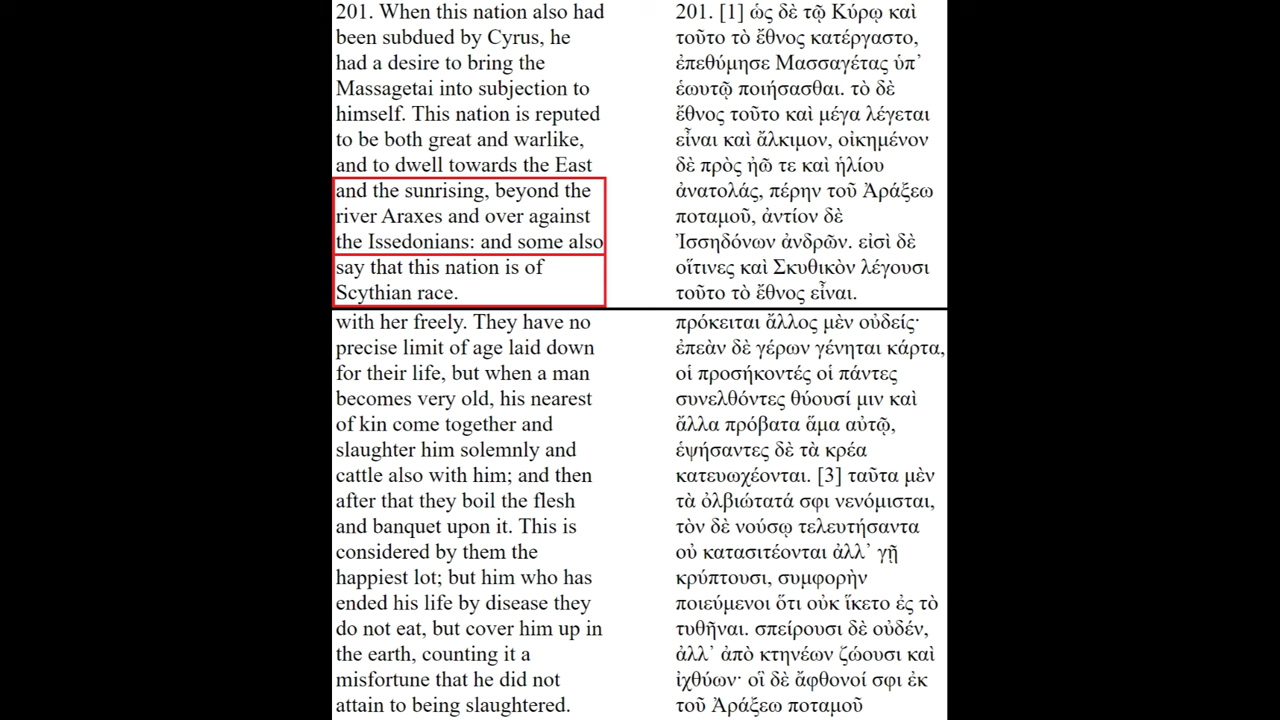 201. When this nation also had
been subdued by Cyrus, he
had a desire to bring the
Massagetai into subjection to
himself. This nation is reputed
to be both great and warlike,
and to dwell towards the East
and the sunrising, beyond the
river Araxes and over against
the Issedonians: and some also
say that this nation is of
Scythian race.
201. [1] ὡς δὲ τῷ Κύρῳ καὶ
τοῦτο τὸ ἔθνος κατέργαστο,
ἐπεθύμησε Μασσαγέτας ὑπ᾽
ἑωυτῷ ποιήσασθαι. τὸ δὲ
ἔθνος τοῦτο καὶ μέγα λέγεται
εἶναι καὶ ἄλκιμον, οἰκημένον
δὲ πρὸς ἠῶ τε καὶ ἡλίου
ἀνατολάς, πέρην τοῦ Ἀράξεω
ποταμοῦ, ἀντίον δὲ
Ἰσσηδόνων ἀνδρῶν. εἰσὶ δὲ
οἵτινες καὶ Σκυθικὸν λέγουσι
τοῦτο τὸ ἔθνος εἶναι.
with her freely. They have no
precise limit of age laid down
for their life, but when a man
becomes very old, his nearest
of kin come together and
slaughter him solemnly and
cattle also with him; and then
after that they boil the flesh
and banquet upon it. This is
considered by them the
happiest lot; but him who has
ended his life by disease they
do not eat, but cover him up in
the earth, counting it a
misfortune that he did not
attain to being slaughtered.
πρόκειται ἄλλος μὲν οὐδείς·
ἐπεὰν δὲ γέρων γένηται κάρτα,
οἱ προσήκοντές οἱ πάντες
συνελθόντες θύουσί μιν καὶ
ἄλλα πρόβατα ἅμα αὐτῷ,
ἑψήσαντες δὲ τὰ κρέα
κατευωχέονται. [3] ταῦτα μὲν
τὰ ὀλβιώτατά σφι νενόμισται,
τὸν δὲ νούσῳ τελευτήσαντα
οὐ κατασιτέονται ἀλλ᾽ γῇ
κρύπτουσι, συμφορὴν
ποιεύμενοι ὅτι οὐκ ἵκετο ἐς τὸ
τυθῆναι. σπείρουσι δὲ οὐδέν,
ἀλλ᾽ ἀπὸ κτηνέων ζώουσι καὶ
ἰχθύων· οἳ δὲ ἄφθονοί σφι ἐκ
τοῦ Ἀράξεω ποταμοῦ